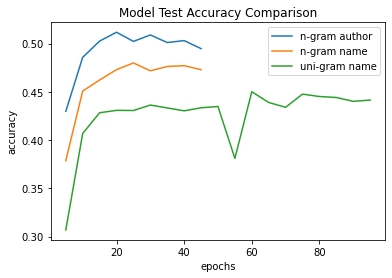 Model Test Accuracy Comparison
n-gram author
n-gram name
uni-gram name
accuracy
0.50
0.45
0.40
0.35
0.30
20
40
60
80
epochs